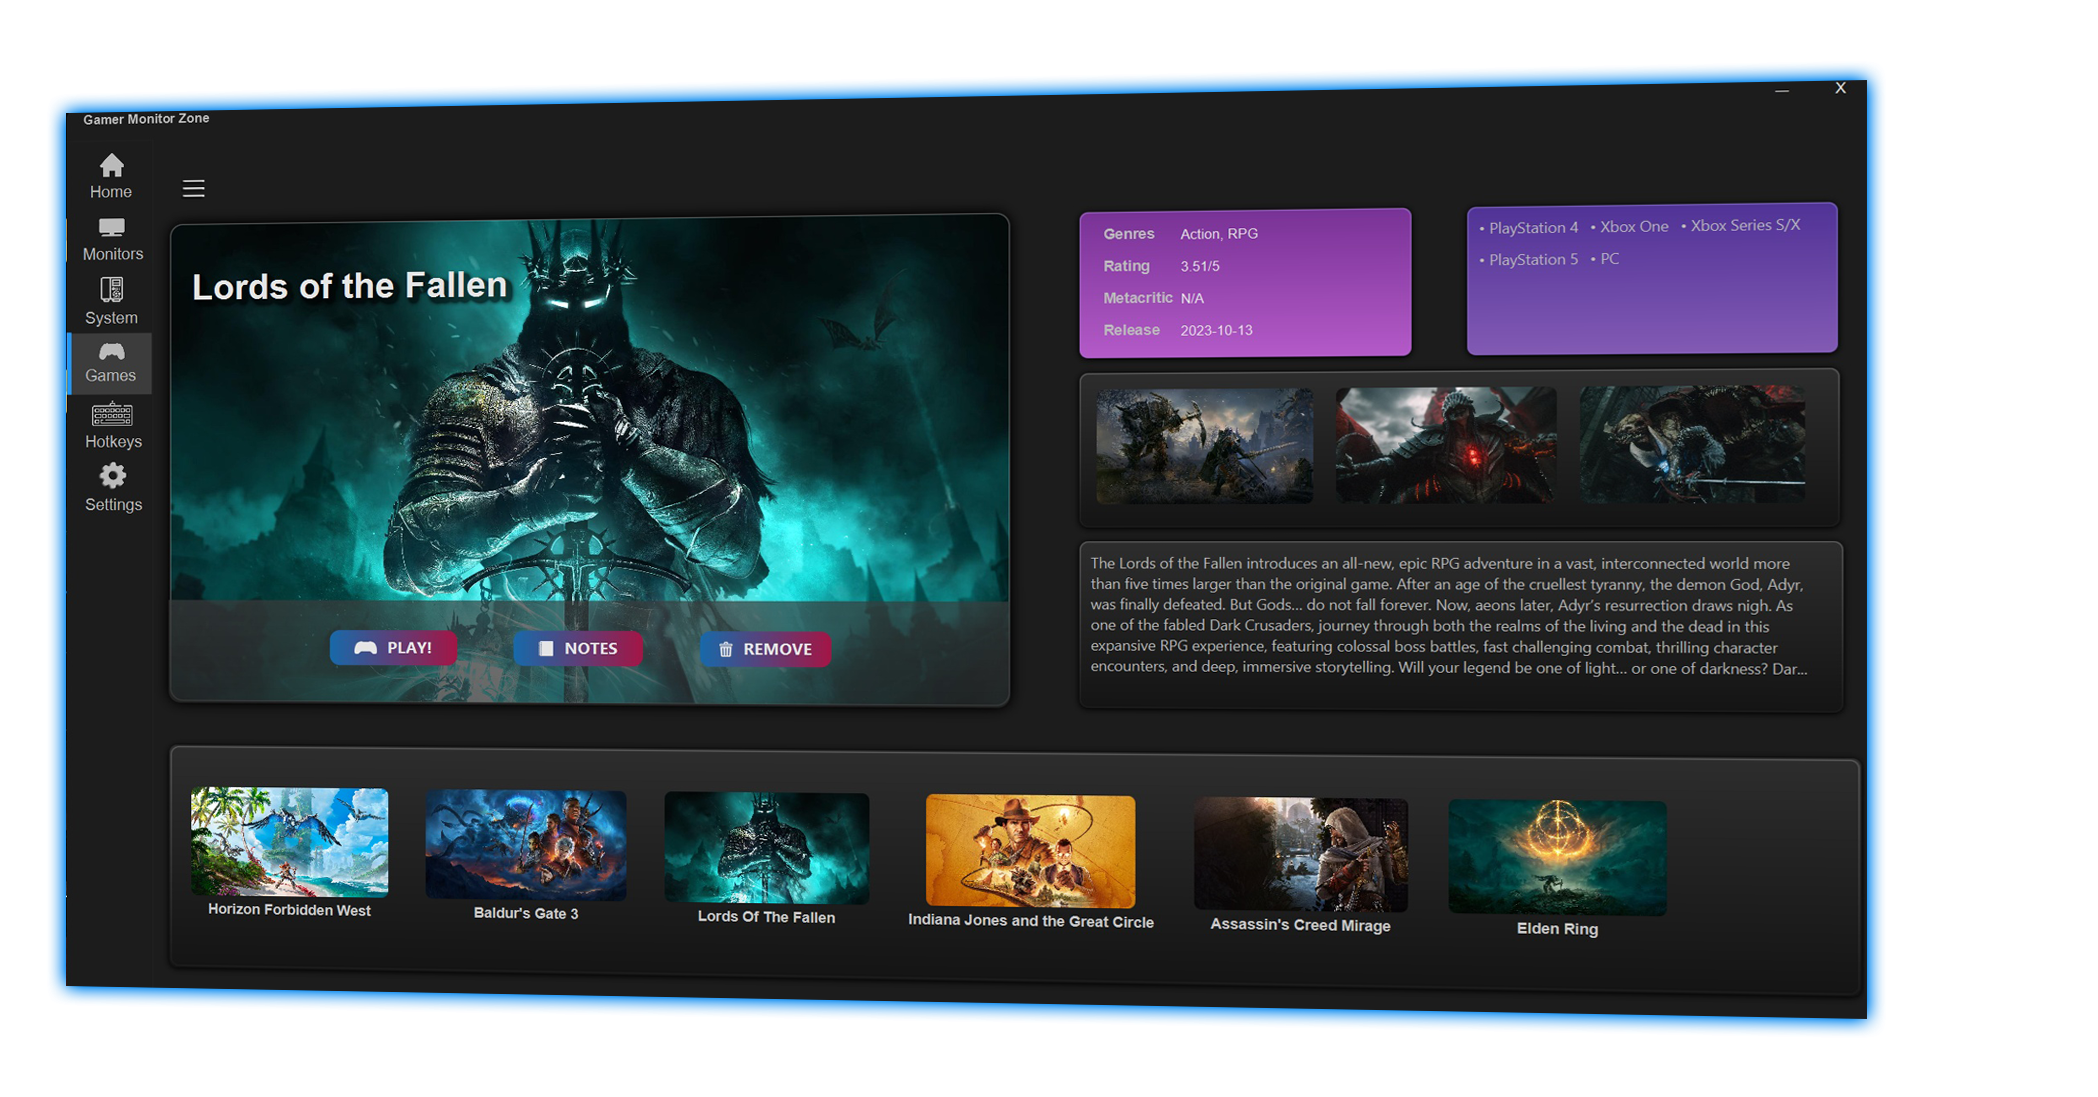 Gamer Monitor Zone
— X
Home
Monitors
System
Games
Hotkeys
Settings
Lords of the Fallen
PLAY!
NOTES
REMOVE
Genres Action, RPG
Rating 3.51/5
Metacritic N/A
Release 2023-10-13
• PlayStation 4 • Xbox One • Xbox Series S/X
• PlayStation 5 • PC
The Lords of the Fallen introduces an all-new, epic RPG adventure in a vast, interconnected world more
than five times larger than the original game. After an age of the cruellest tyranny, the demon God, Adyr,
was finally defeated. But Gods... do not fall forever. Now, aeons later, Adyr's resurrection draws nigh. As
one of the fabled Dark Crusaders, journey through both the realms of the living and the dead in this
expansive RPG experience, featuring colossal boss battles, fast challenging combat, thrilling character
encounters, and deep, immersive storytelling. Will your legend be one of light... or one of darkness? Dar...
Horizon Forbidden West
Baldur's Gate 3
Lords Of The Fallen
Indiana Jones and the Great Circle
Assassin's Creed Mirage
Elden Ring